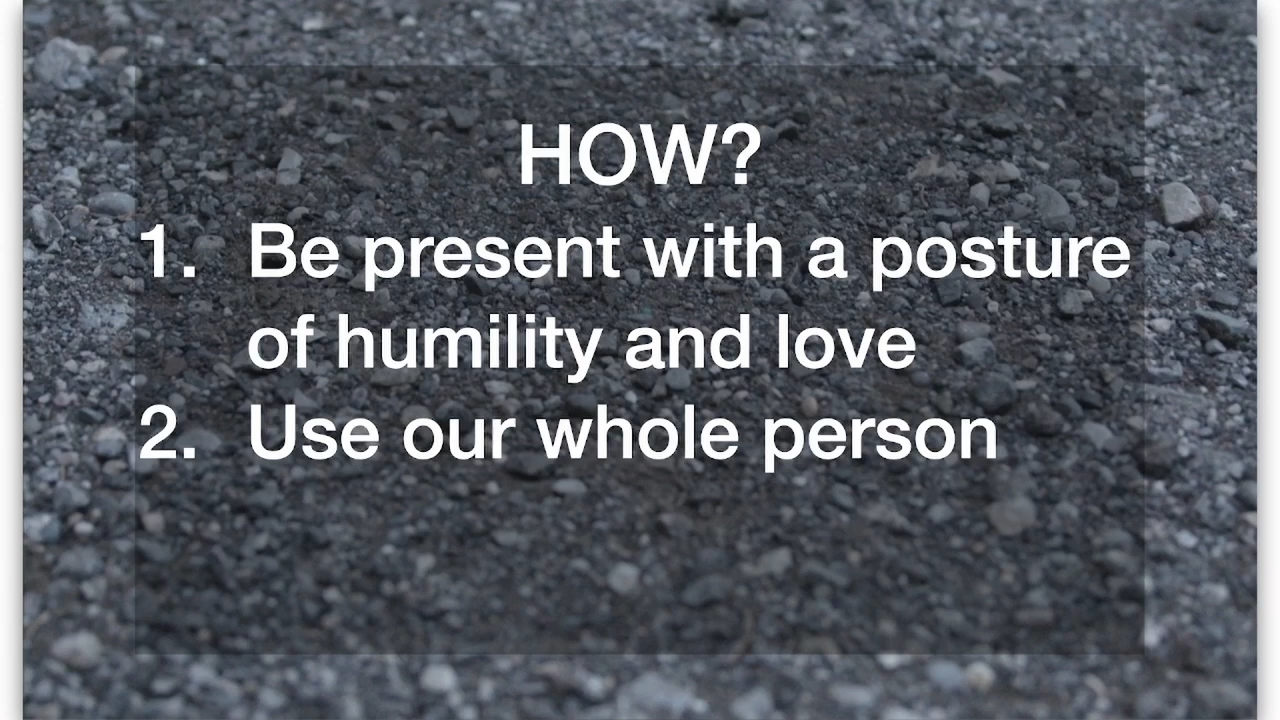 HOW?
1. Be present with a posture
of humility and love
2. Use our whole person